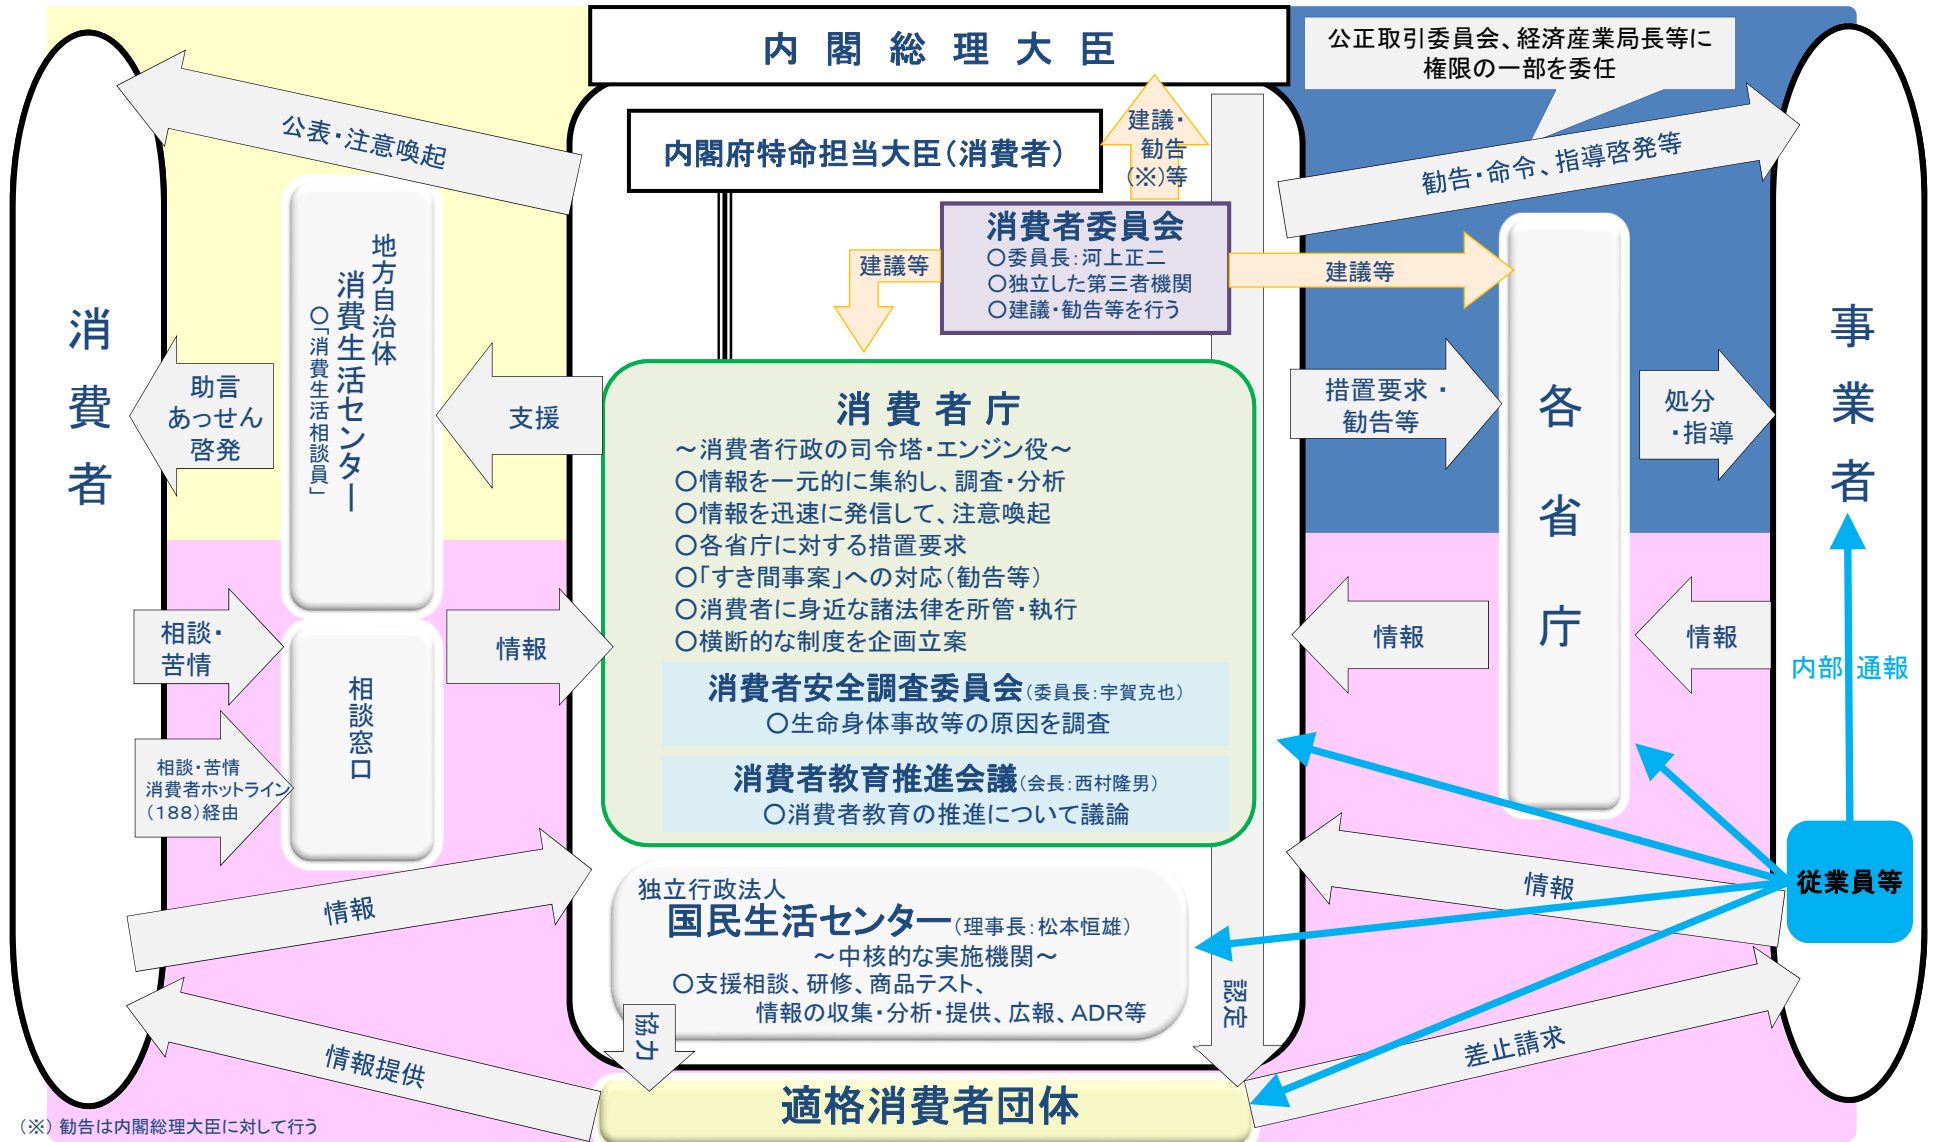 内閣総理大臣
公正取引委員会、経済産業局長等に
権限の一部を委任
公表・注意喚起
内閣府特命担当大臣（消費者）
建議・
勧告
（※）等
勧告・命令、指導啓発等
消費者委員会
○委員長：河上正二
○独立した第三者機関
○建議・勧告等を行う
建議等
建議等
消費者
地方自治体
消費生活センター
○「消費生活相談員」
助言
あっせん
啓発
支援
消費者庁
～消費者行政の司令塔・エンジン役～
○情報を一元的に集約し、調査・分析
○情報を迅速に発信して、注意喚起
○各省庁に対する措置要求
○「すき間事案」への対応（勧告等）
○消費者に身近な諸法律を所管・執行
○横断的な制度を企画立案
消費者安全調査委員会（委員長：宇賀克也）
○生命身体事故等の原因を調査
消費者教育推進会議（会長：西村隆男）
○消費者教育の推進について議論
措置要求・
勧告等
各省庁
処分
・指導
事業者
相談・
苦情
情報
情報
情報
内部通報
相談窓口
相談・苦情
消費者ホットライン
（188）経由
情報
情報
従業員等
独立行政法人
国民生活センター（理事長：松本恒雄）
～中核的な実施機関～
○支援相談、研修、商品テスト、
情報の収集・分析・提供、広報、ADR等
協力
認定
情報提供
差止請求
適格消費者団体
（※）勧告は内閣総理大臣に対して行う